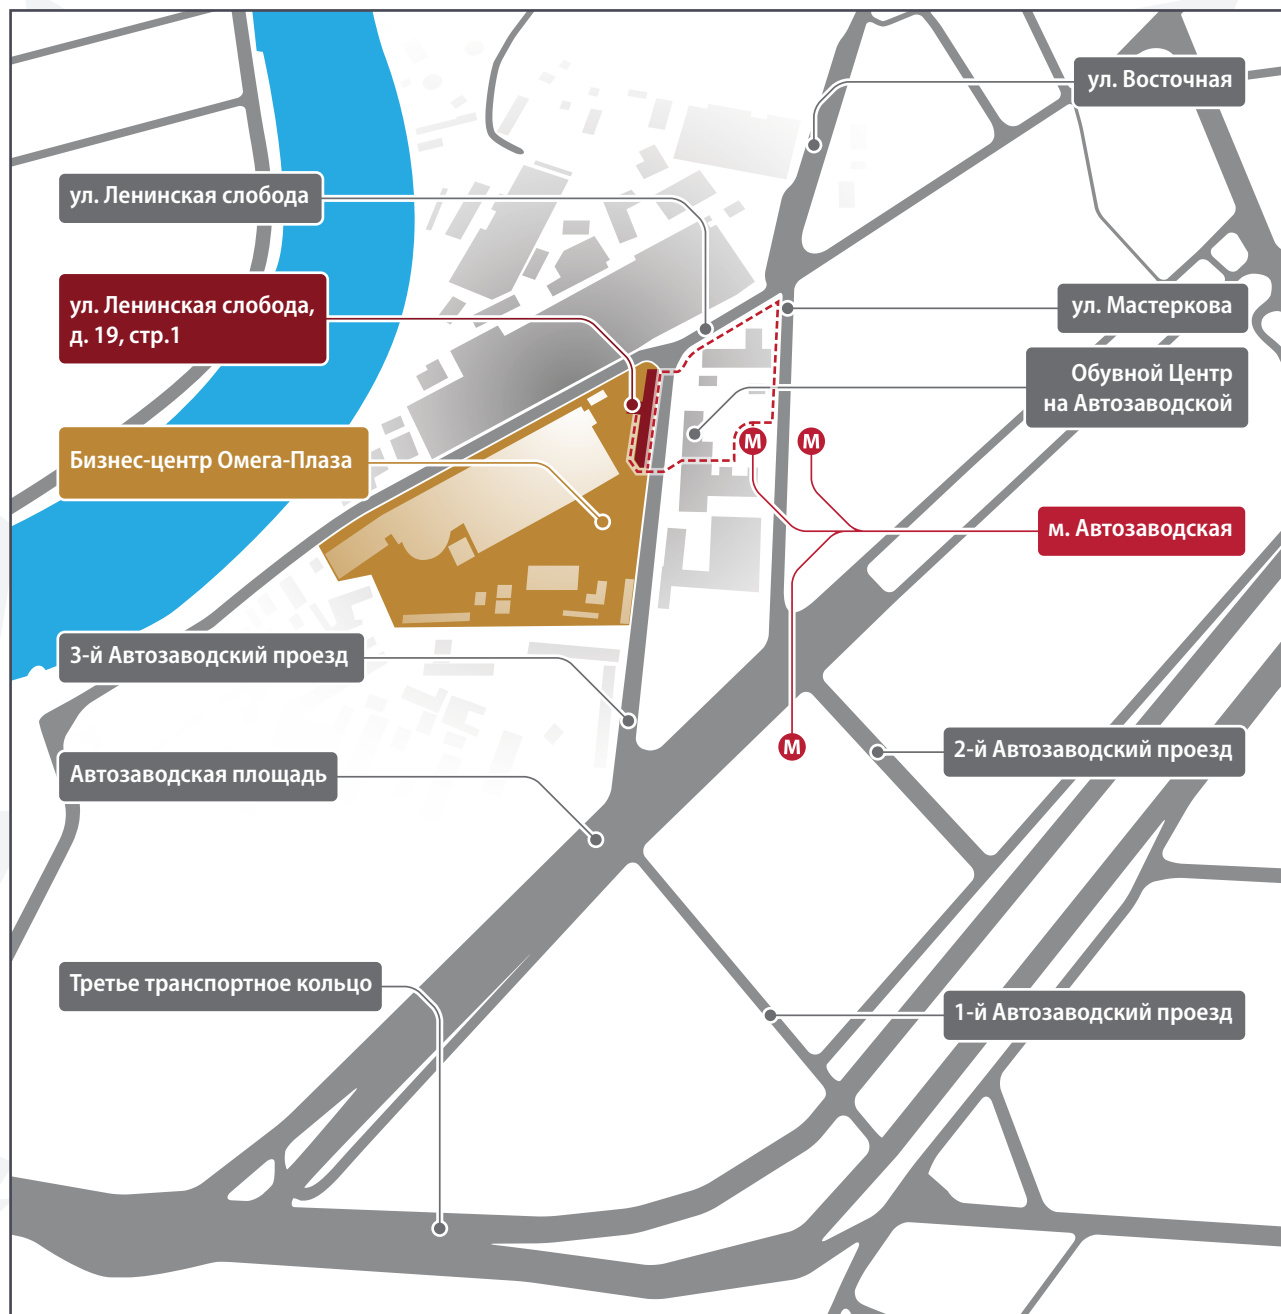 ул. Восточная
ул. Ленинская слобода
ул. Ленинская слобода,
д. 19, стр.1
ул. Мастеркова
Обувной Центр
на Автозаводской
Бизнес-центр Омега-Плаза
М
М
м. Автозаводская
3-й Автозаводский проезд
М
2-й Автозаводский проезд
Автозаводская площадь
Третье транспортное кольцо
1-й Автозаводский проезд